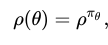 ρ(θ) = ρ^{π_θ},